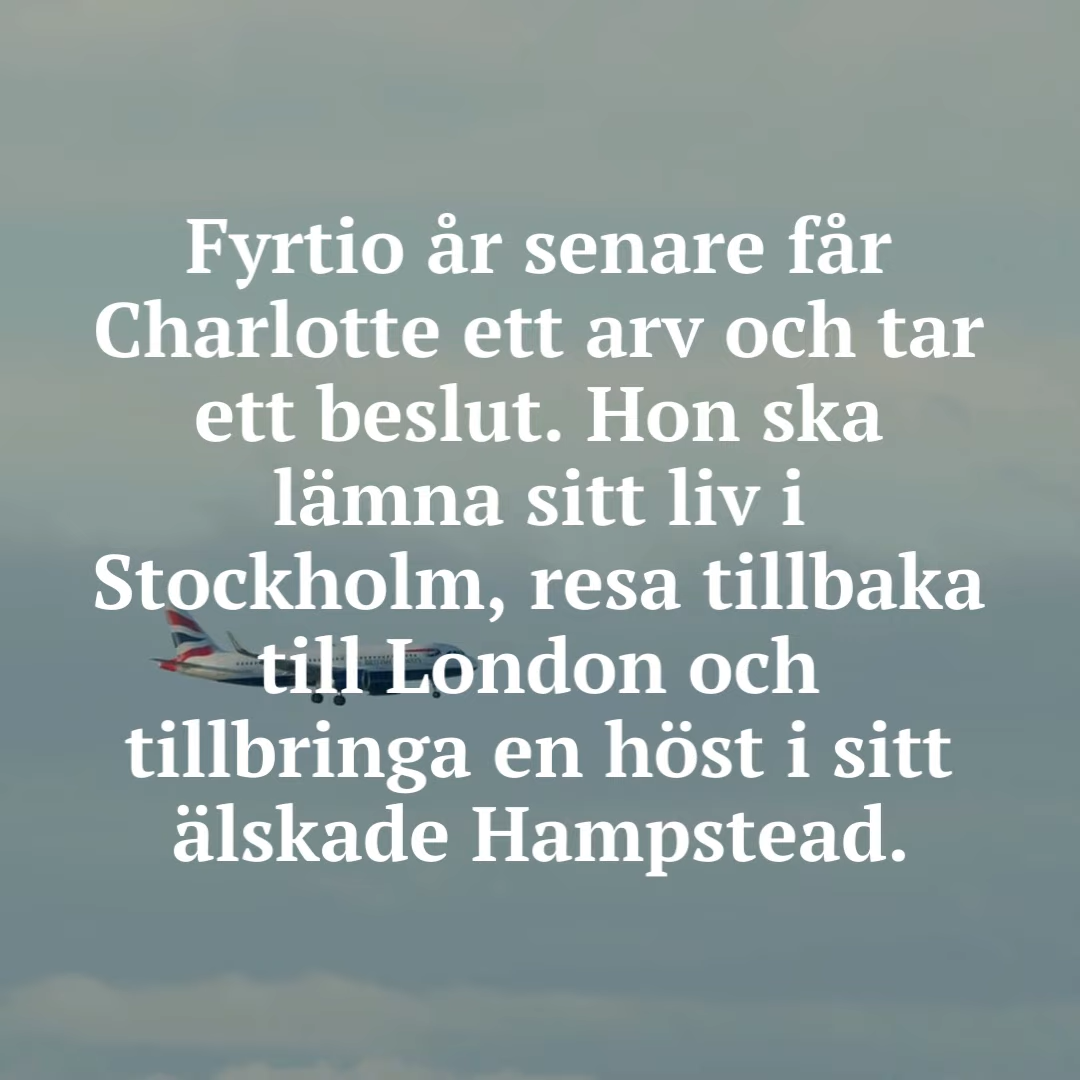 Fyrtio år senare får
Charlotte ett arv och tar
ett beslut. Hon ska
lämna sitt liv i
Stockholm, resa tillbaka
till London och
tillbringa en höst i sitt
älskade Hampstead.